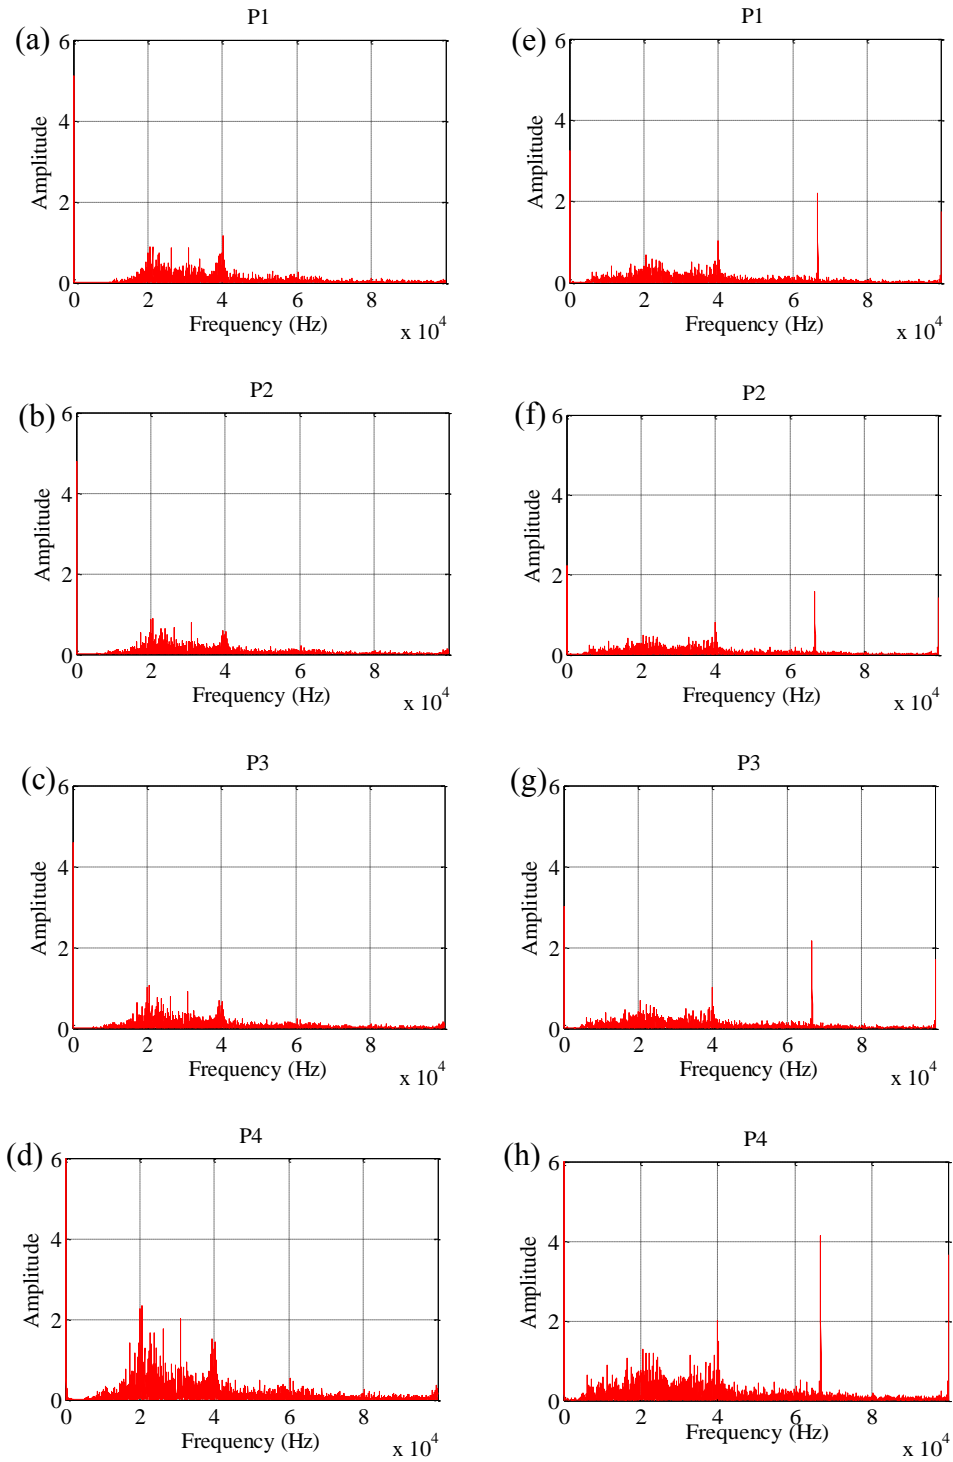 P1
(a)
6
4
2
0
Amplitude
0 2 4 6 8
Frequency (Hz)
x 10^4
P1
(e)
6
4
2
0
Amplitude
0 2 4 6 8
Frequency (Hz)
x 10^4
P2
(b)
6
4
2
0
Amplitude
0 2 4 6 8
Frequency (Hz)
x 10^4
P2
(f)
6
4
2
0
Amplitude
0 2 4 6 8
Frequency (Hz)
x 10^4
P3
(c)
6
4
2
0
Amplitude
0 2 4 6 8
Frequency (Hz)
x 10^4
P3
(g)
6
4
2
0
Amplitude
0 2 4 6 8
Frequency (Hz)
x 10^4
P4
(d)
6
4
2
0
Amplitude
0 2 4 6 8
Frequency (Hz)
x 10^4
P4
(h)
6
4
2
0
Amplitude
0 2 4 6 8
Frequency (Hz)
x 10^4